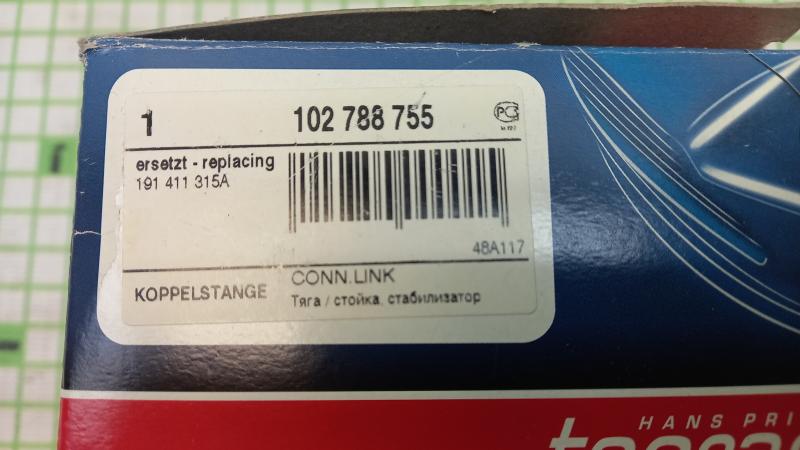 1 102 788 755
ersetzt - replacing
191 411 315A
48A117
KOPPELSTANGE
CONN.LINK
Тяга / стойка, стабилизатор
HANS PRI